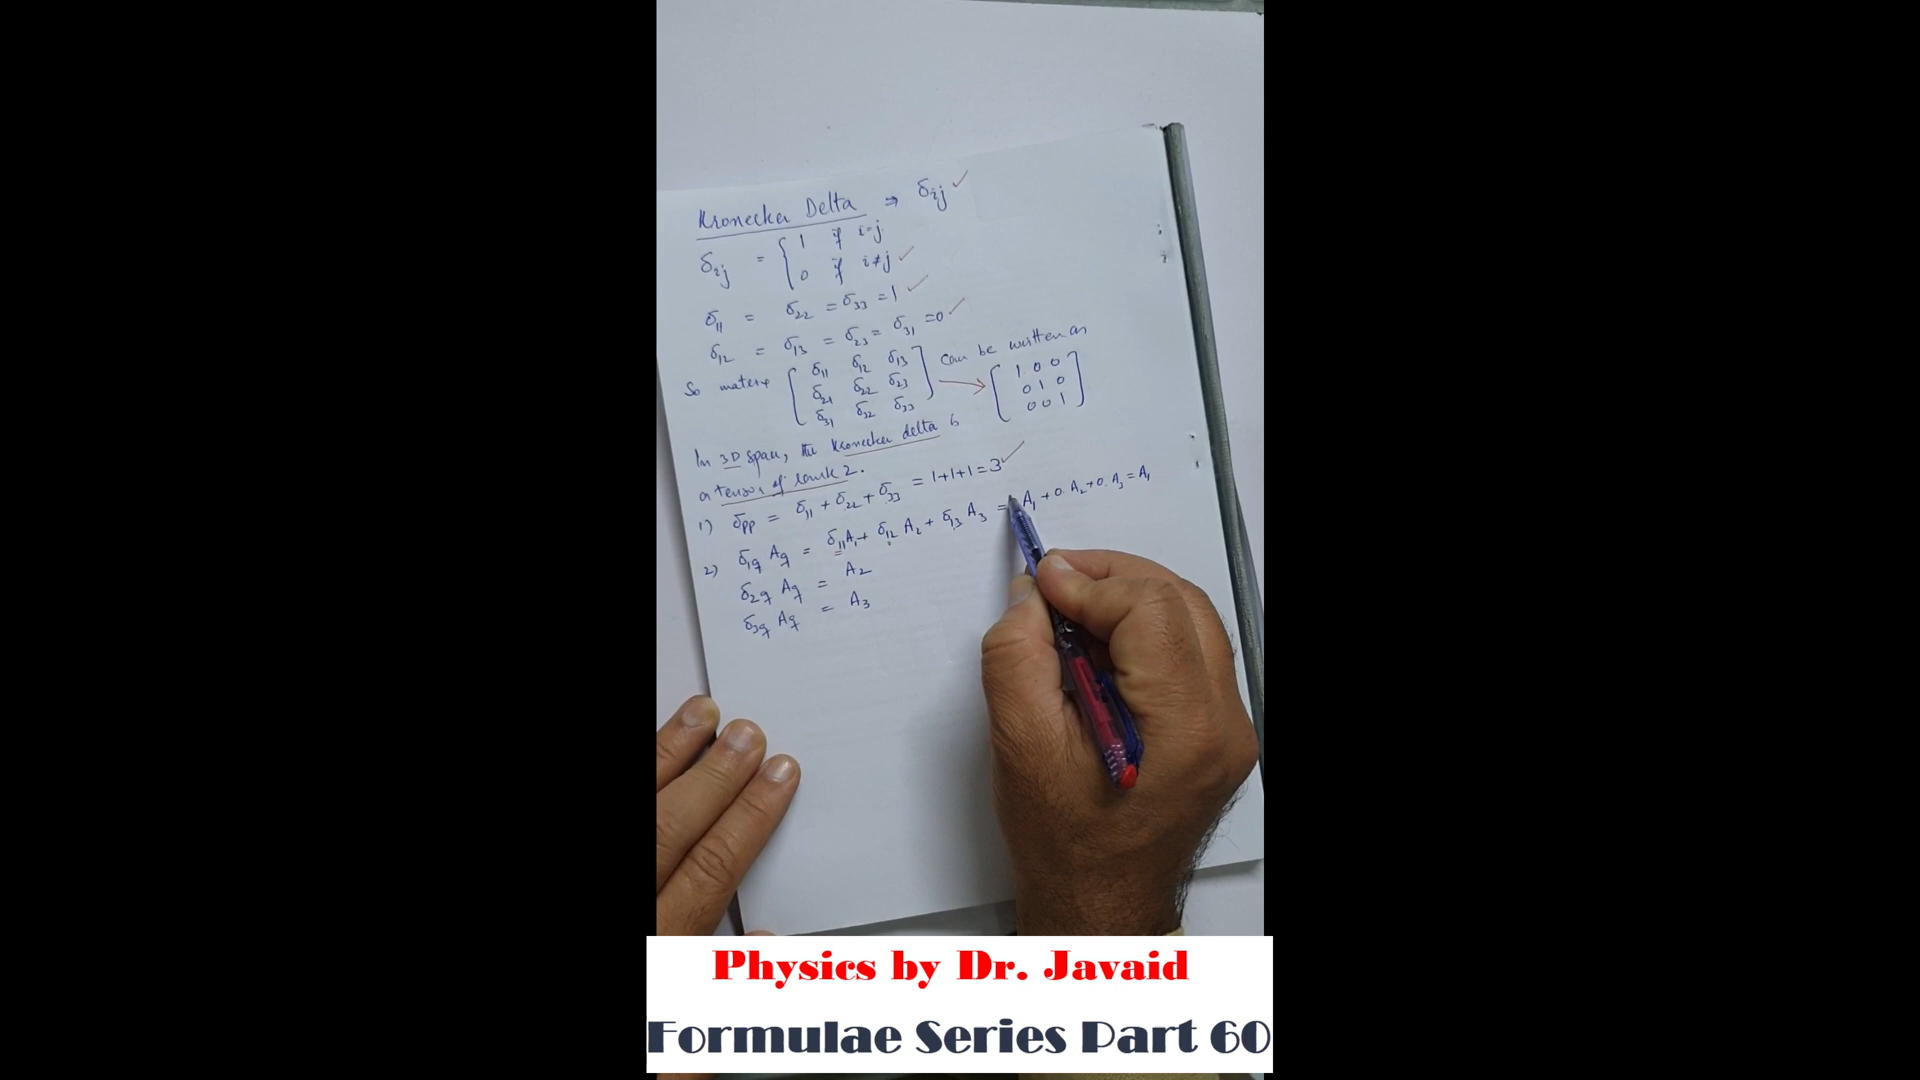 Kronecker Delta ⇒ δij ✓
δij = { 1 if i=j
0 if i≠j ✓
δ11 = δ22 = δ33 = 1 ✓
δ12 = δ13 = δ23 = δ31 = 0 ✓
So matrix [ δ11 δ12 δ13 can be written as [ 1 0 0
δ21 δ22 δ23 → 0 1 0
δ31 δ32 δ33 ] 0 0 1 ]
In 3D space, the Kronecker delta is
a tensor of rank 2.
1) δpp = δ11 + δ22 + δ33 = 1+1+1 = 3 ✓
2) δ1q Aq = δ11A1 + δ12 A2 + δ13 A3 = A1 + 0. A2 + 0. A3 = A1
δ2q Aq = A2
δ3q Aq = A3
Physics by Dr. Javaid
Formulae Series Part 60